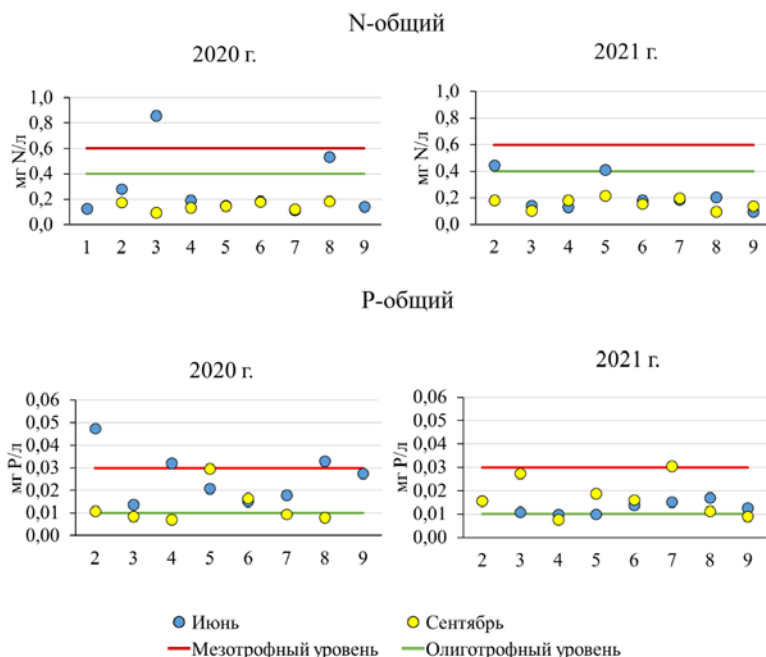 N-общий
2020 г.
2021 г.
мг N/л
1,0
0,8
0,6
0,4
0,2
0,0
1 2 3 4 5 6 7 8 9
мг N/л
1,0
0,8
0,6
0,4
0,2
0,0
2 3 4 5 6 7 8 9
P-общий
2020 г.
2021 г.
мг P/л
0,06
0,05
0,04
0,03
0,02
0,01
0,00
2 3 4 5 6 7 8 9
мг P/л
0,06
0,05
0,04
0,03
0,02
0,01
0,00
2 3 4 5 6 7 8 9
Июнь
Сентябрь
Мезотрофный уровень
Олиготрофный уровень